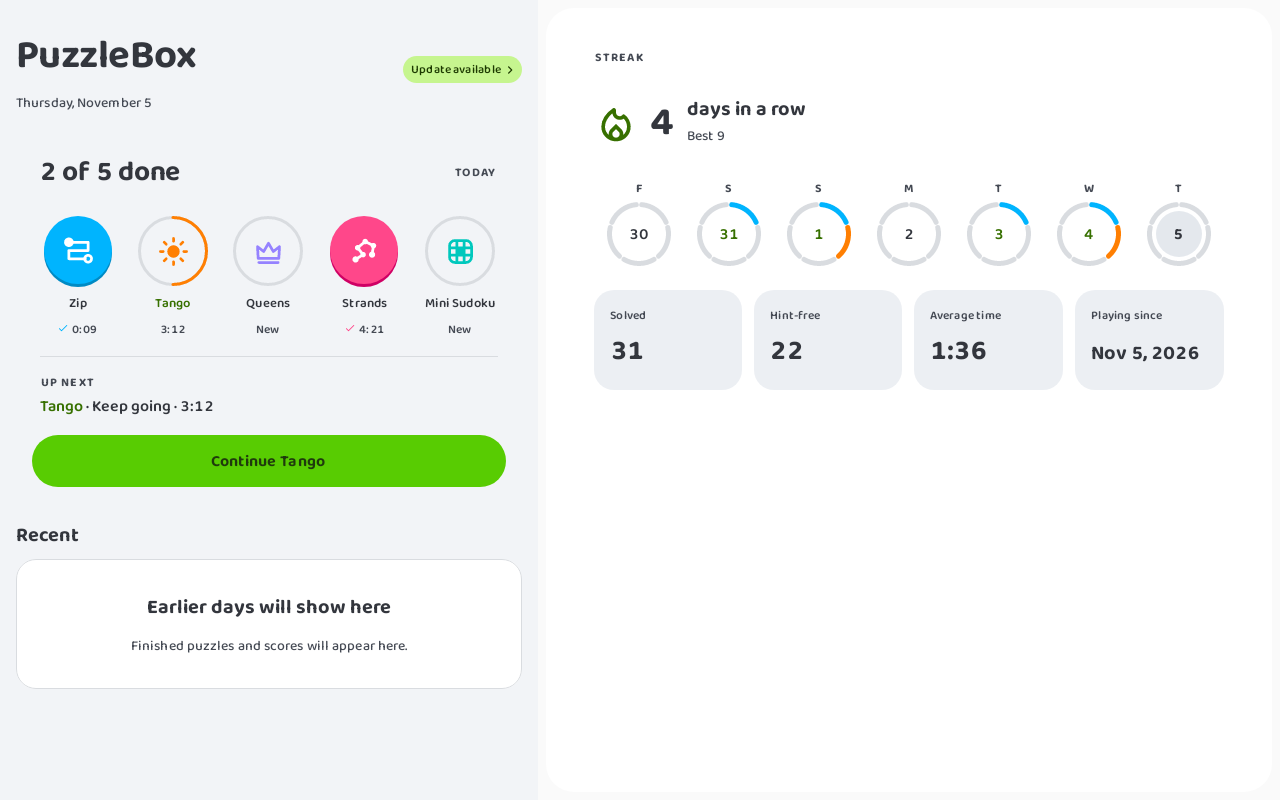 PuzzleBox
Update available
Thursday, November 5
2 of 5 done
TODAY
Zip
Tango
Queens
Strands
Mini Sudoku
0:09
3:12
New
4:21
New
UP NEXT
Tango · Keep going · 3:12
Continue Tango
Recent
Earlier days will show here
Finished puzzles and scores will appear here.
STREAK
4
days in a row
Best 9
F S S M T W T
30 31 1 2 3 4 5
Solved
31
Hint-free
22
Average time
1:36
Playing since
Nov 5, 2026